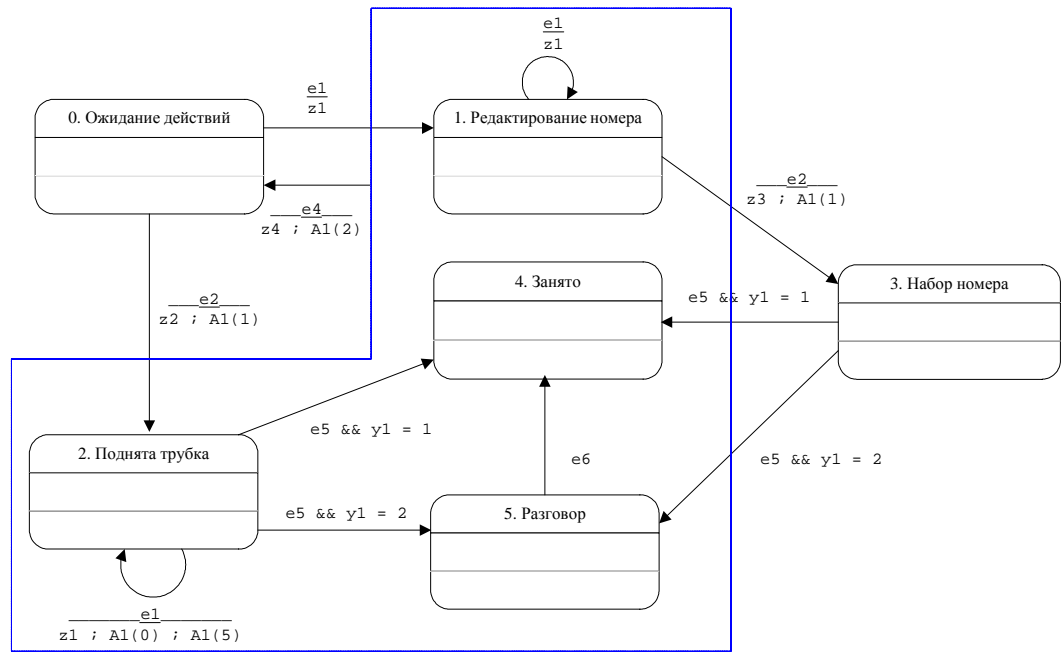 e1
z1
e1
z1
0. Ожидание действий
1. Редактирование номера
e2
z3 ; A1(1)
e4
z4 ; A1(2)
4. Занято
3. Набор номера
e5 && y1 = 1
e2
z2 ; A1(1)
e5 && y1 = 1
2. Поднята трубка
e6
e5 && y1 = 2
e5 && y1 = 2
5. Разговор
e1
z1 ; A1(0) ; A1(5)